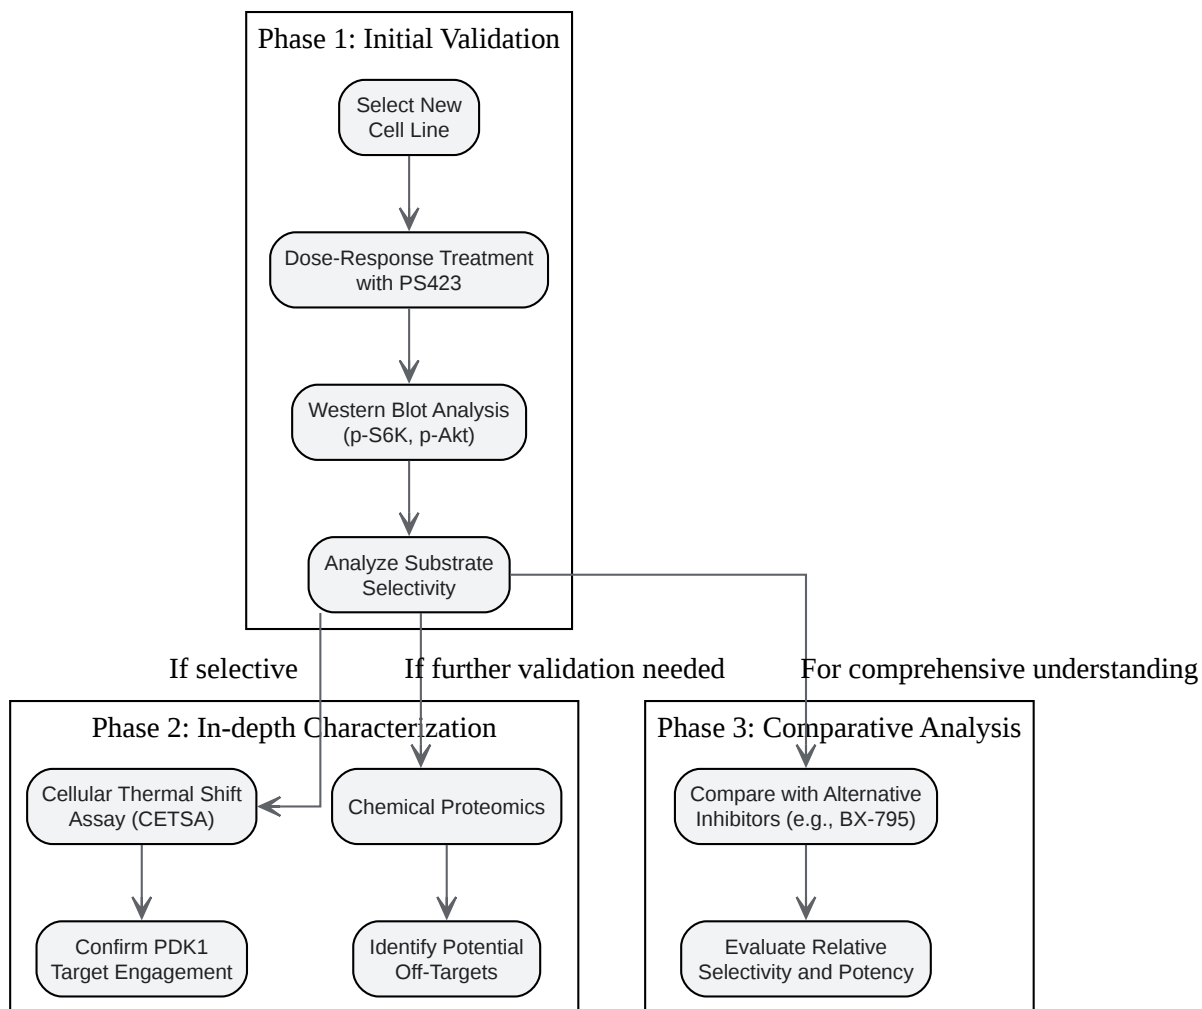 Phase 1: Initial Validation
Select New
Cell Line
Dose-Response Treatment
with PS423
Western Blot Analysis
(p-S6K, p-Akt)
Analyze Substrate
Selectivity
If selective
If further validation needed
For comprehensive understanding
Phase 2: In-depth Characterization
Phase 3: Comparative Analysis
Cellular Thermal Shift
Assay (CETSA)
Chemical Proteomics
Compare with Alternative
Inhibitors (e.g., BX-795)
Confirm PDK1
Target Engagement
Identify Potential
Off-Targets
Evaluate Relative
Selectivity and Potency